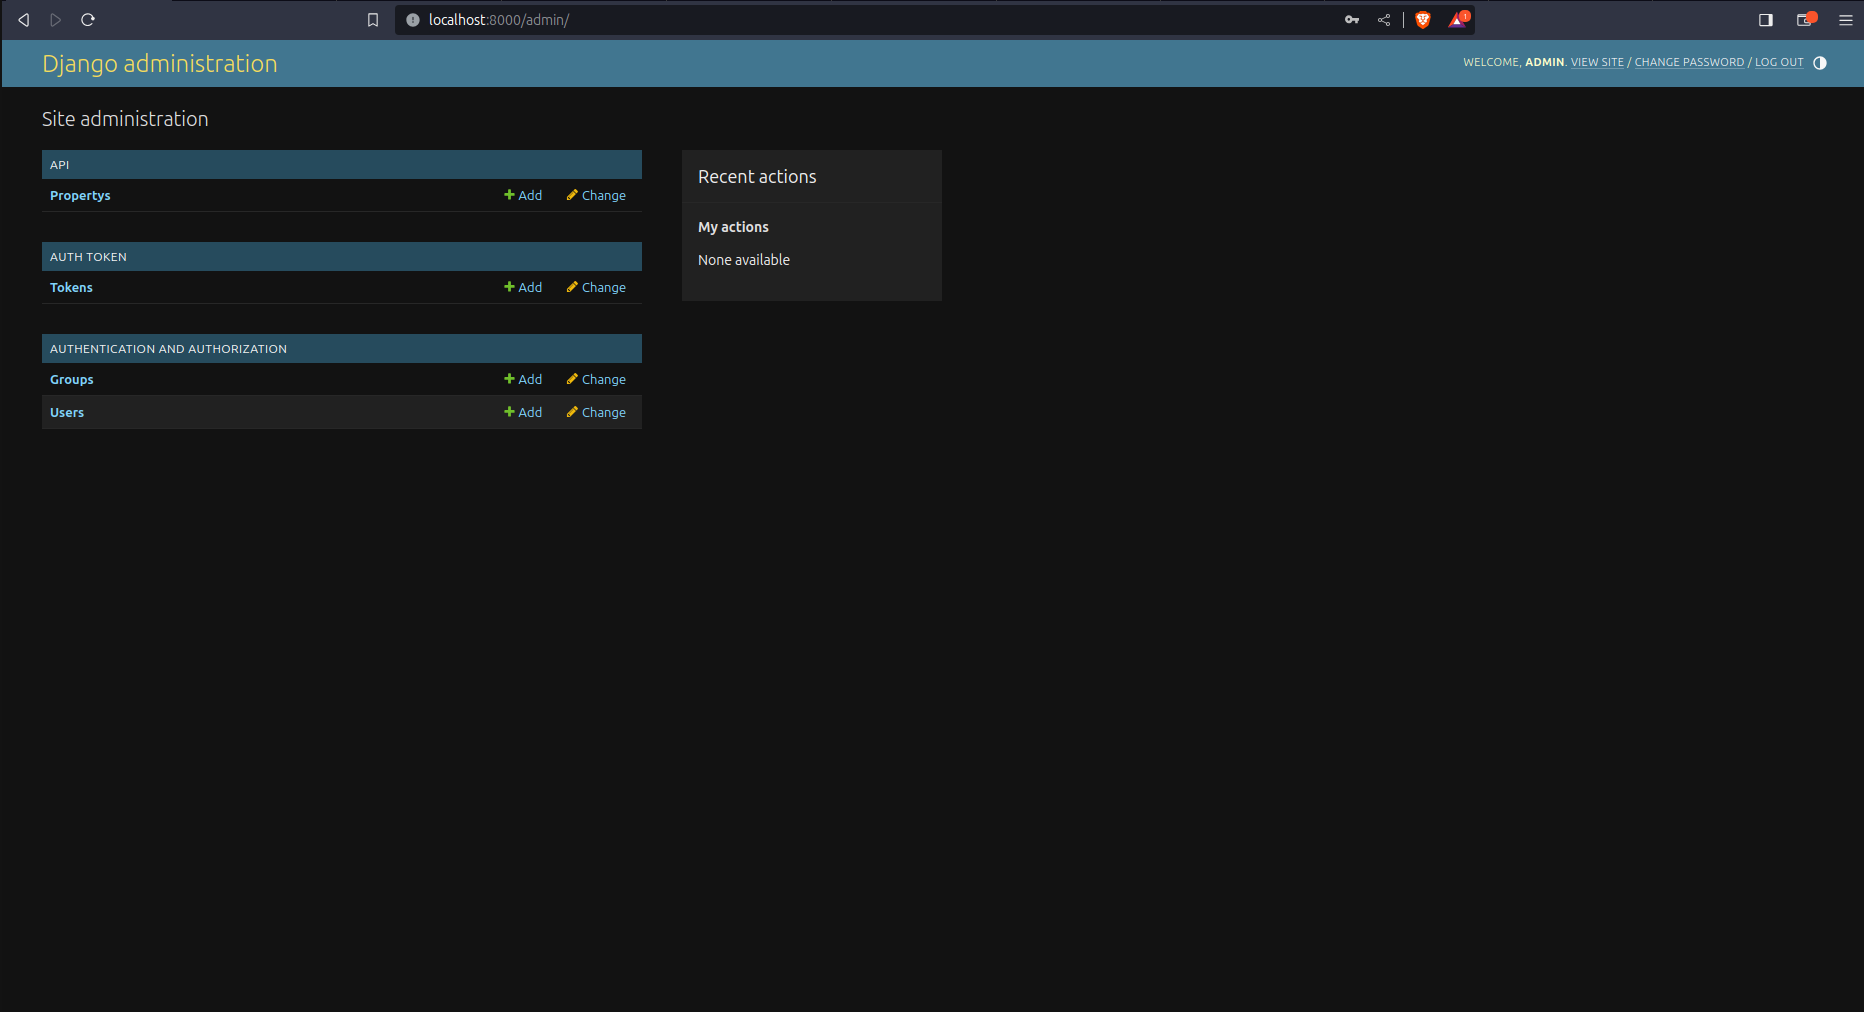 localhost:8000/admin/
1
Django administration
WELCOME, ADMIN. VIEW SITE / CHANGE PASSWORD / LOG OUT
Site administration
API
Propertys Add Change
AUTH TOKEN
Tokens Add Change
AUTHENTICATION AND AUTHORIZATION
Groups Add Change
Users Add Change
Recent actions
My actions
None available